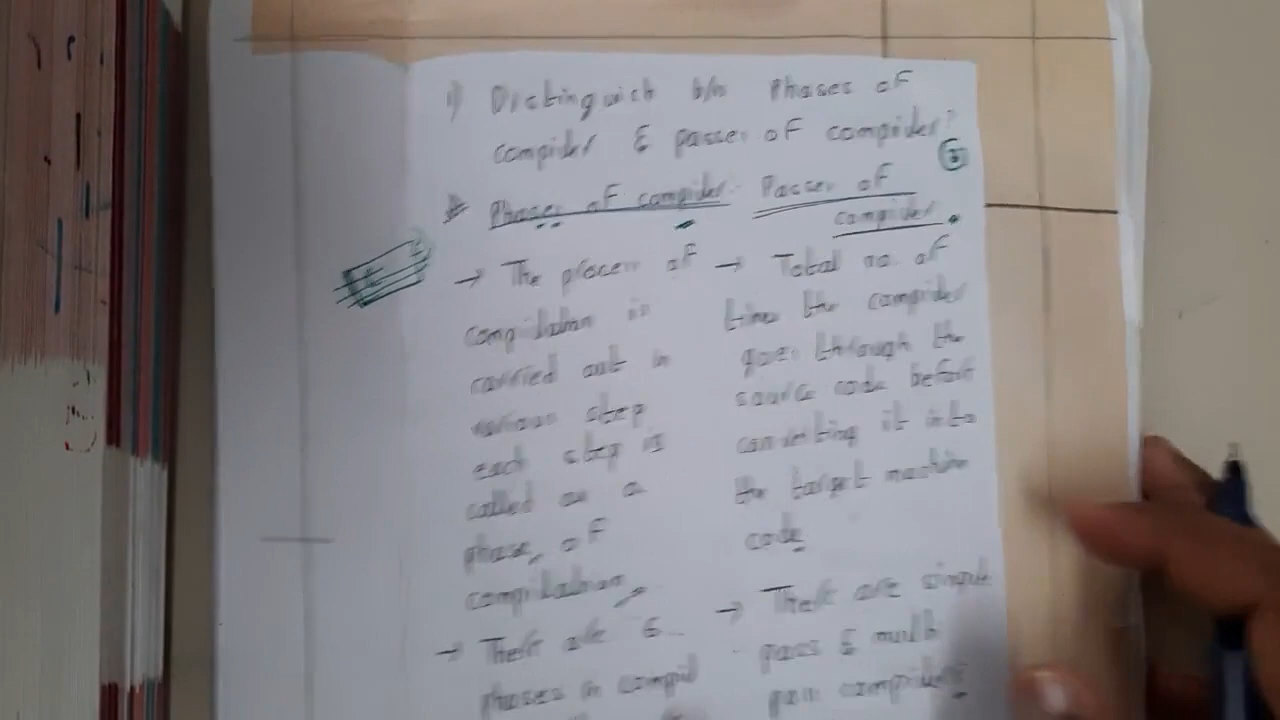 1) Distinguish b/n Phases of
compiler & passes of compiler?
5
Phases of compiler
→ The process of
compilation is
carried out in
various step
each step is
called as a
phase of
compilation
→ There are 6
phases in compil
Passes of
compiler
→ Total no. of
times the compiler
goes through the
source code before
converting it into
the target machine
code
→ There are single
pass & multi
pass compilers